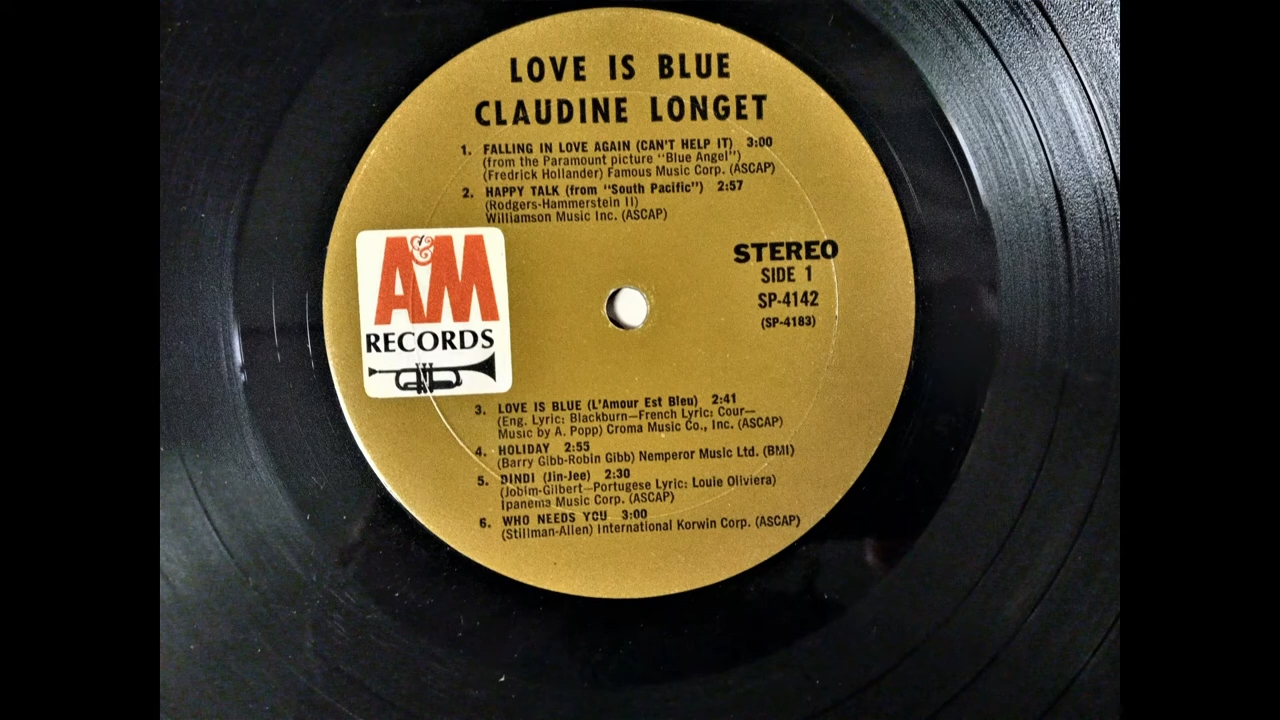 LOVE IS BLUE
CLAUDINE LONGET
1. FALLING IN LOVE AGAIN (CAN'T HELP IT) 3:00
(from the Paramount picture "Blue Angel")
(Fredrick Hollander) Famous Music Corp. (ASCAP)
2. HAPPY TALK (from "South Pacific") 2:57
(Rodgers-Hammerstein II)
Williamson Music Inc. (ASCAP)
A&M
RECORDS
STEREO
SIDE 1
SP-4142
(SP-4183)
3. LOVE IS BLUE (L'Amour Est Bleu) 2:41
(Eng. Lyric: Blackburn—French Lyric: Cour—
Music by A. Popp) Croma Music Co., Inc. (ASCAP)
4. HOLIDAY 2:55
(Barry Gibb-Robin Gibb) Nemperor Music Ltd. (BMI)
5. DINDI (Jin-Jee) 2:30
(Jobim-Gilbert—Portugese Lyric: Louie Oliviera)
Ipanema Music Corp. (ASCAP)
6. WHO NEEDS YOU 3:00
(Stillman-Allen) International Korwin Corp. (ASCAP)